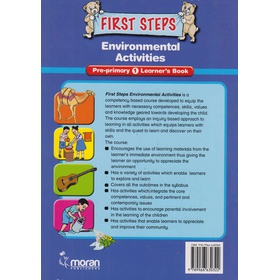 FIRST STEPS
Environmental
Activities
Pre-primary 1 Learner's Book
First Steps Environmental Activities is a
competency based course developed to equip the
learners with necessary competencies, skills, values
and knowledge geared towards developing the child.
The course employs an inquiry based approach to
learning in all activities which equips learners with
skills and the quest to learn and discover on their
own.
The course:
Encourages the use of learning materials from the
learner's immediate environment thus giving the
learner an opportunity to appreciate the
environment
Has a variety of activities which enable learners
to explore and learn
Covers all the outcomes in the syllabus
Has activities which integrate the core
competences, values, and pertinent and
contemporary issues
Has activities to encourage parental involvement
in the learning of the children
Has activities that enable learners to appreciate
and improve their community.
moran
PUBLISHERS